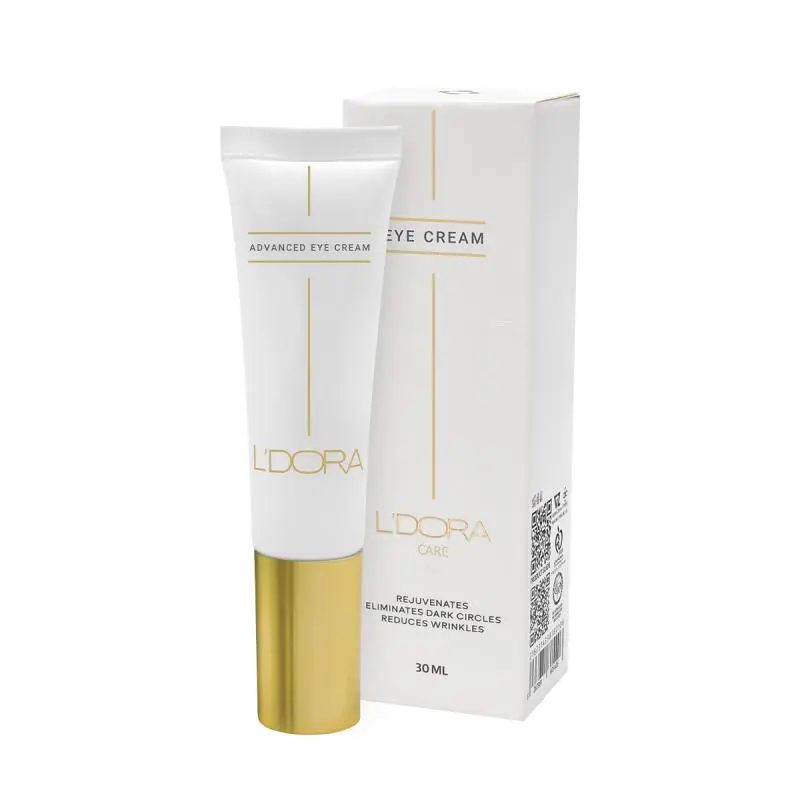 ADVANCED EYE CREAM
L'DORA
EYE CREAM
L'DORA
CARE
REJUVENATES
ELIMINATES DARK CIRCLES
REDUCES WRINKLES
30 ML